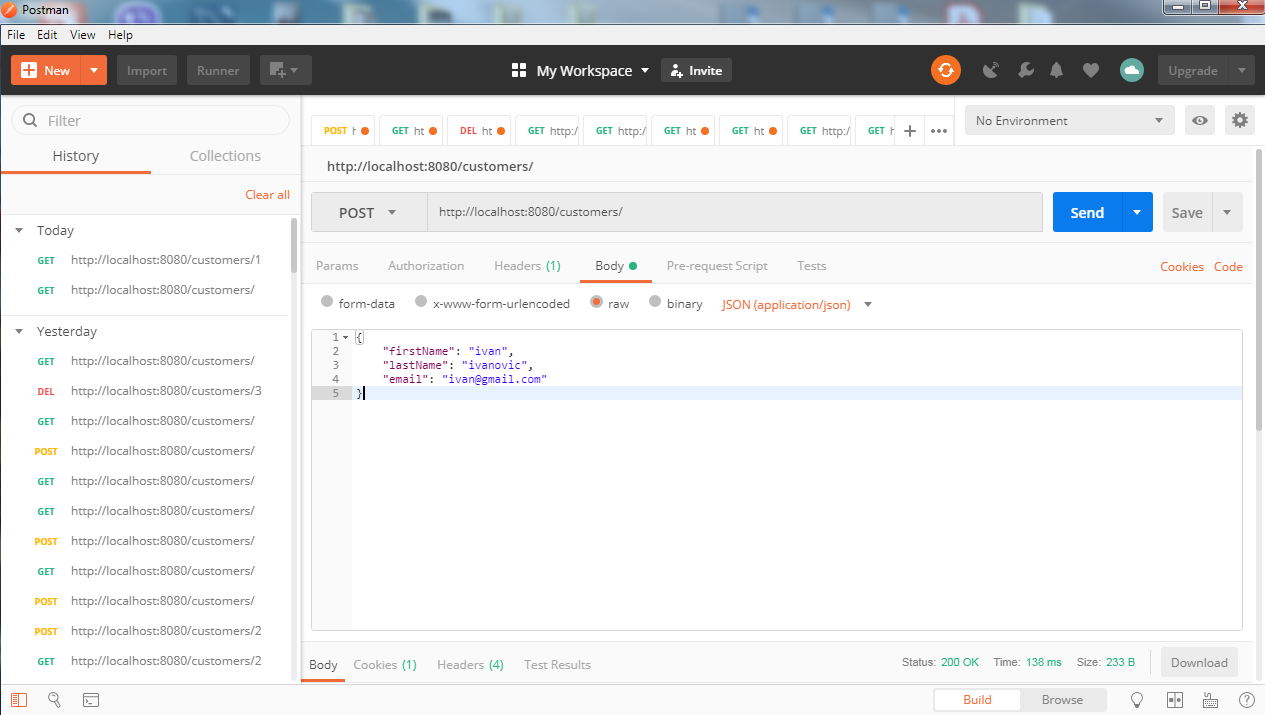 Postman
File Edit View Help
New Import Runner My Workspace Invite Upgrade
Filter
History Collections
Clear all
Today
GET http://localhost:8080/customers/1
GET http://localhost:8080/customers/
Yesterday
GET http://localhost:8080/customers/
DEL http://localhost:8080/customers/3
GET http://localhost:8080/customers/
POST http://localhost:8080/customers/
GET http://localhost:8080/customers/
GET http://localhost:8080/customers/
POST http://localhost:8080/customers/
GET http://localhost:8080/customers/
POST http://localhost:8080/customers/
POST http://localhost:8080/customers/2
GET http://localhost:8080/customers/2
POST h GET ht DEL ht GET http:/ GET http:/ GET ht GET ht GET http:/ GET h + ••• No Environment
http://localhost:8080/customers/
POST http://localhost:8080/customers/ Send Save
Params Authorization Headers (1) Body Pre-request Script Tests Cookies Code
form-data x-www-form-urlencoded raw binary JSON (application/json)
1 {
2 "firstName": "ivan",
3 "lastName": "ivanovic",
4 "email": "ivan@gmail.com"
5 }
Body Cookies (1) Headers (4) Test Results Status: 200 OK Time: 138 ms Size: 233 B Download
Build Browse